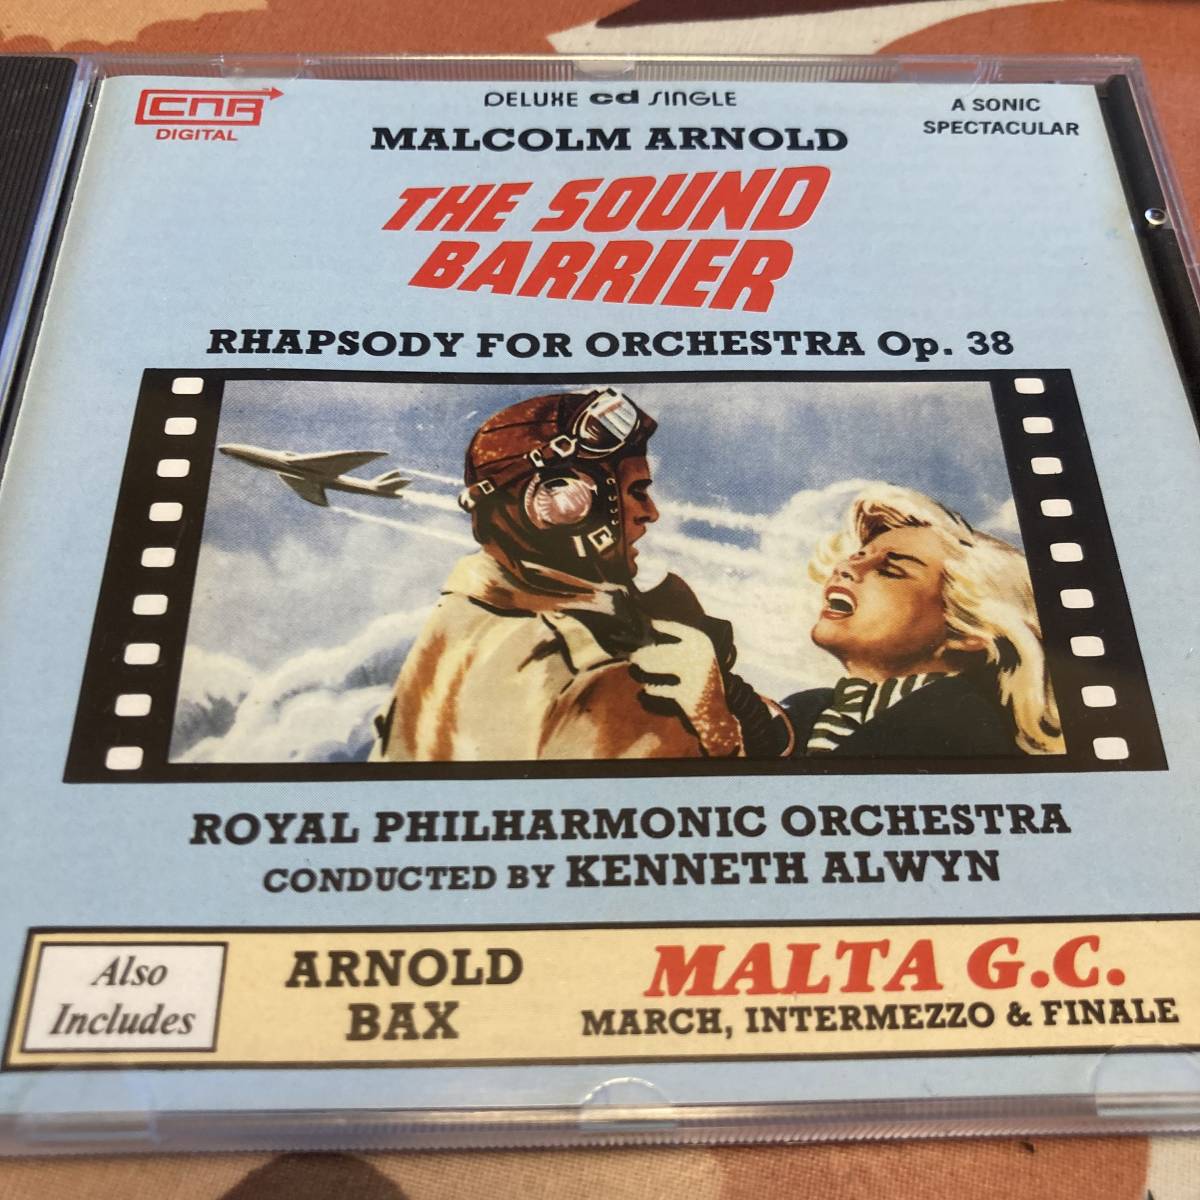 CNR
DIGITAL
DELUXE cd SINGLE
A SONIC
SPECTACULAR
MALCOLM ARNOLD
THE SOUND
BARRIER
RHAPSODY FOR ORCHESTRA Op. 38
ROYAL PHILHARMONIC ORCHESTRA
CONDUCTED BY KENNETH ALWYN
Also
Includes
ARNOLD
BAX
MALTA G.C.
MARCH, INTERMEZZO & FINALE